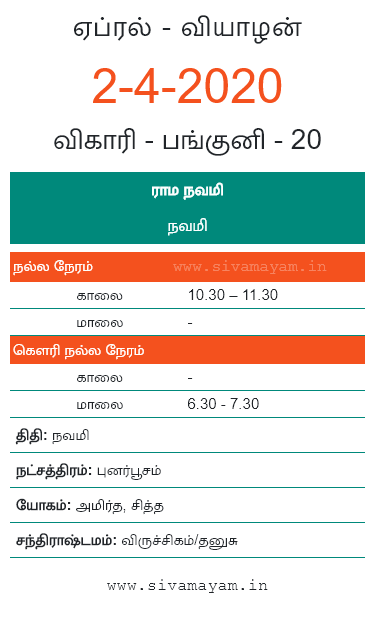 ஏப்ரல் - வியாழன்
2-4-2020
விகாரி - பங்குனி - 20
ராம நவமி
நவமி
நல்ல நேரம் www.sivamayam.in
காலை 10.30 – 11.30
மாலை -
கௌரி நல்ல நேரம்
காலை -
மாலை 6.30 - 7.30
திதி: நவமி
நட்சத்திரம்: புனர்பூசம்
யோகம்: அமிர்த, சித்த
சந்திராஷ்டமம்: விருச்சிகம்/தனுசு
www.sivamayam.in